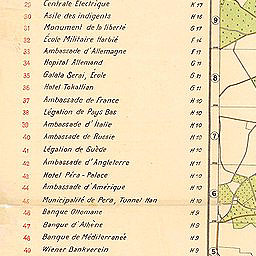 29 Centrale Electrique H 17
30 Asile des indigents H 16
31 Monument de la liberté G 17
32 Ecole Militaire Harbié F 14
33 Ambassade d'Allemagne F 11
34 Hopital Allemand G 11
35 Galata Seraï, Ecole G 11
36 Hotel Tokatlian G 11
37 Ambassade de France H 10
38 Légation de Pays Bas H 10
39 Ambassade d'Italie H 10
40 Ambassade de Russie H 10
41 Légation de Suède H 10
42 Ambassade d'Angleterre H 11
43 Hotel Péra-Palace H 10
44 Ambassade d'Amérique H 10
45 Municipalité de Pera, Tunnel Han H 10
46 Banque Ottomane H 9
47 Banque d'Athène H 9
48 Banque de Méditerranée H 9
49 Wiener Bankverein H 9
9
8
7
6
5